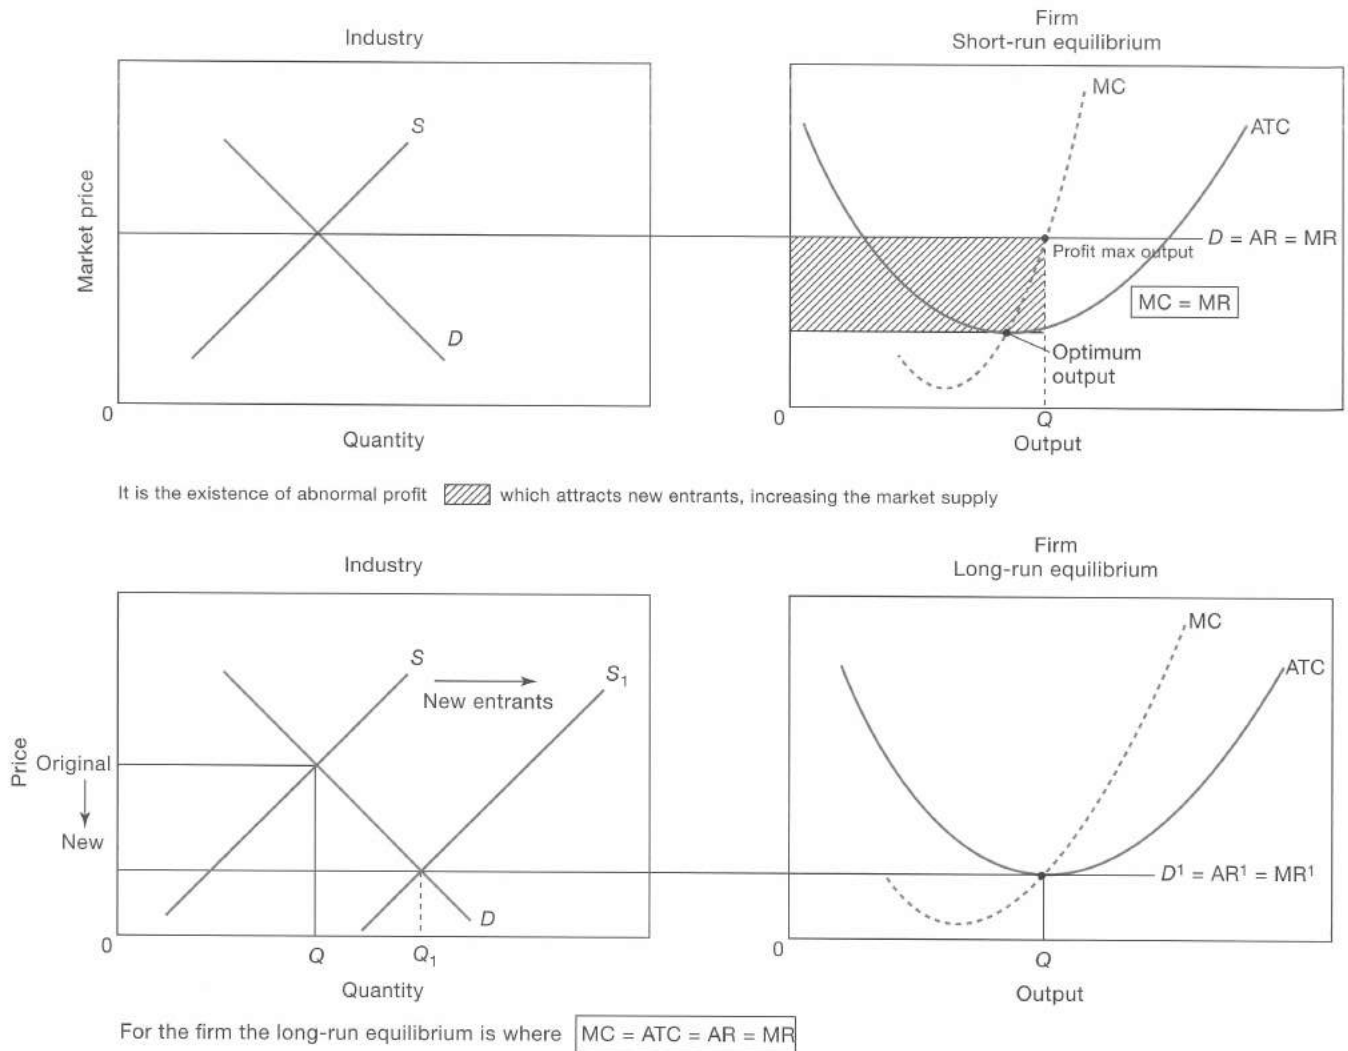 Industry
Firm
Short-run equilibrium
Market price
S
D
0
Quantity
MC
ATC
D = AR = MR
Profit max output
MC = MR
Optimum
output
0
Q
Output
It is the existence of abnormal profit which attracts new entrants, increasing the market supply
Industry
Firm
Long-run equilibrium
Price
Original
New
S
New entrants
S₁
D
0
Q
Q₁
Quantity
MC
ATC
D¹ = AR¹ = MR¹
0
Q
Output
For the firm the long-run equilibrium is where MC = ATC = AR = MR